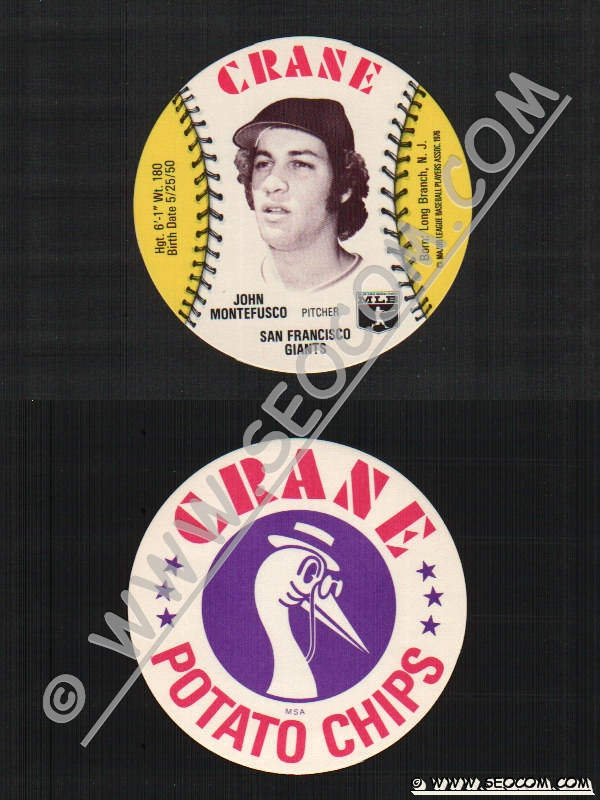 CRANE
Hgt. 6'-1" Wt. 180
Birth Date 5/25/50
Born: Long Branch, N. J.
© MAJOR LEAGUE BASEBALL PLAYERS ASSOC. 1976
JOHN
MONTEFUSCO PITCHER
MLB
SAN FRANCISCO
GIANTS
CRANE
POTATO CHIPS
MSA
© WWW.SEOCOM.COM
© WWW.SEOCOM.COM